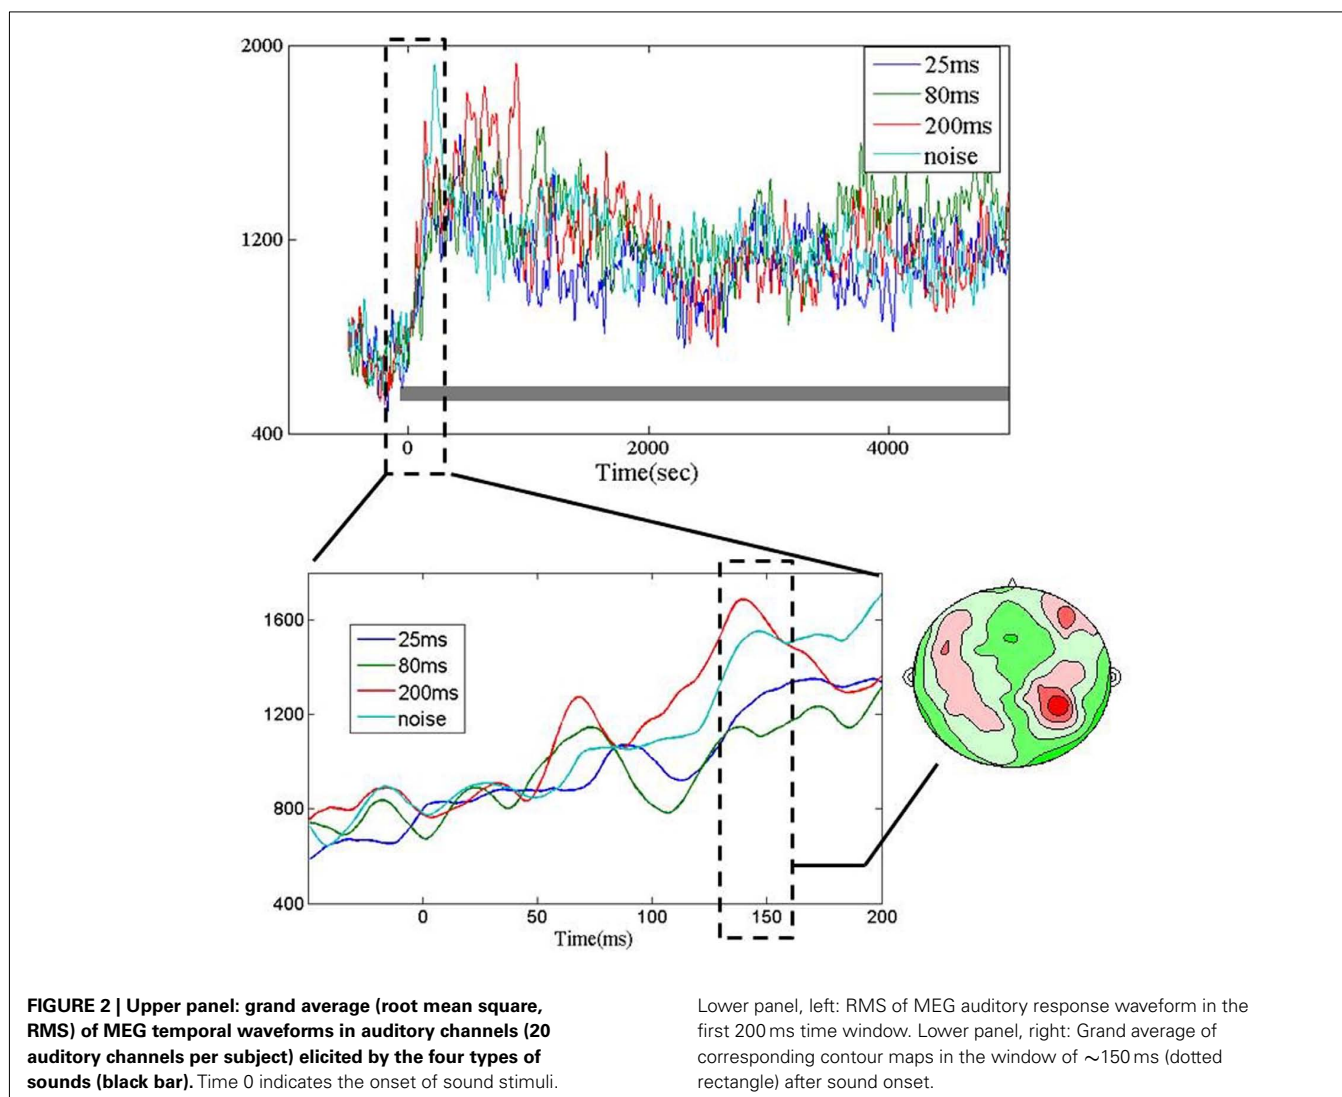 2000
1200
400
0
2000
4000
Time(sec)
25ms
80ms
200ms
noise
1600
1200
800
400
0
50
100
150
200
Time(ms)
25ms
80ms
200ms
noise
FIGURE 2 | Upper panel: grand average (root mean square,
RMS) of MEG temporal waveforms in auditory channels (20
auditory channels per subject) elicited by the four types of
sounds (black bar). Time 0 indicates the onset of sound stimuli.
Lower panel, left: RMS of MEG auditory response waveform in the
first 200 ms time window. Lower panel, right: Grand average of
corresponding contour maps in the window of ∼150 ms (dotted
rectangle) after sound onset.